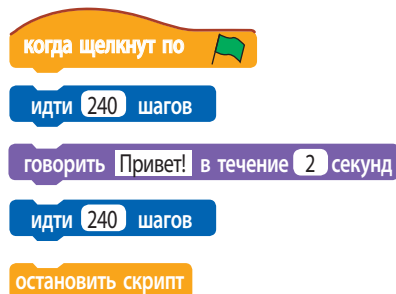 когда щелкнут по
идти 240 шагов
говорить Привет! в течение 2 секунд
идти 240 шагов
остановить скрипт